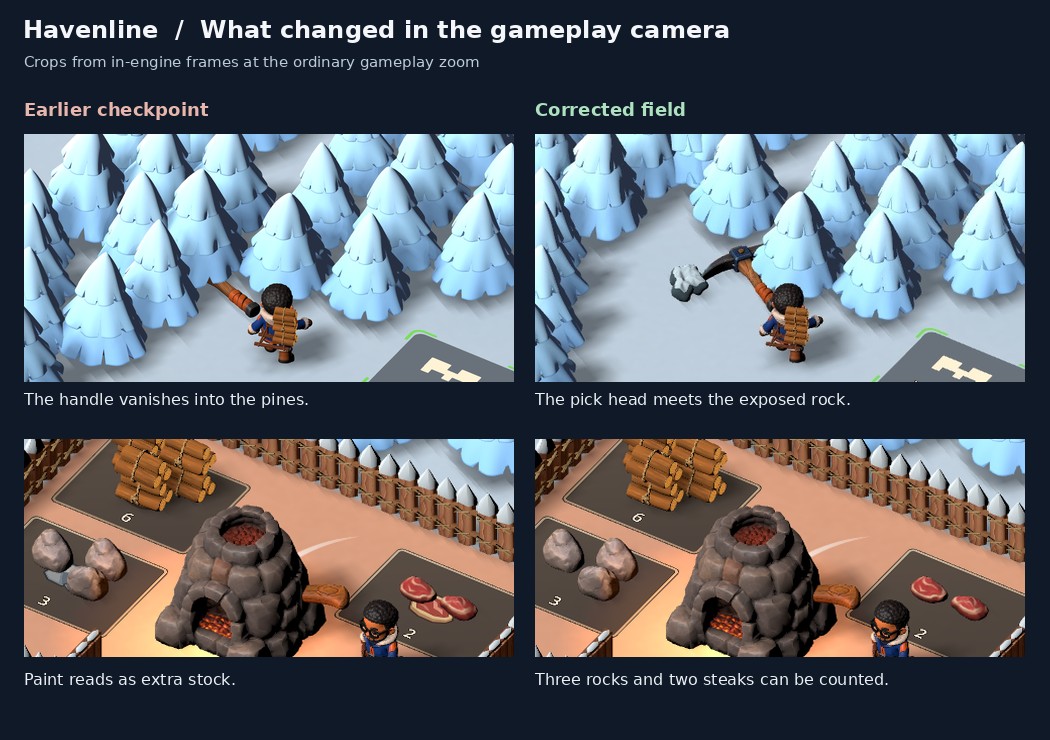 Havenline / What changed in the gameplay camera
Crops from in-engine frames at the ordinary gameplay zoom
Earlier checkpoint
Corrected field
The handle vanishes into the pines.
The pick head meets the exposed rock.
6
3
2
6
3
2
Paint reads as extra stock.
Three rocks and two steaks can be counted.